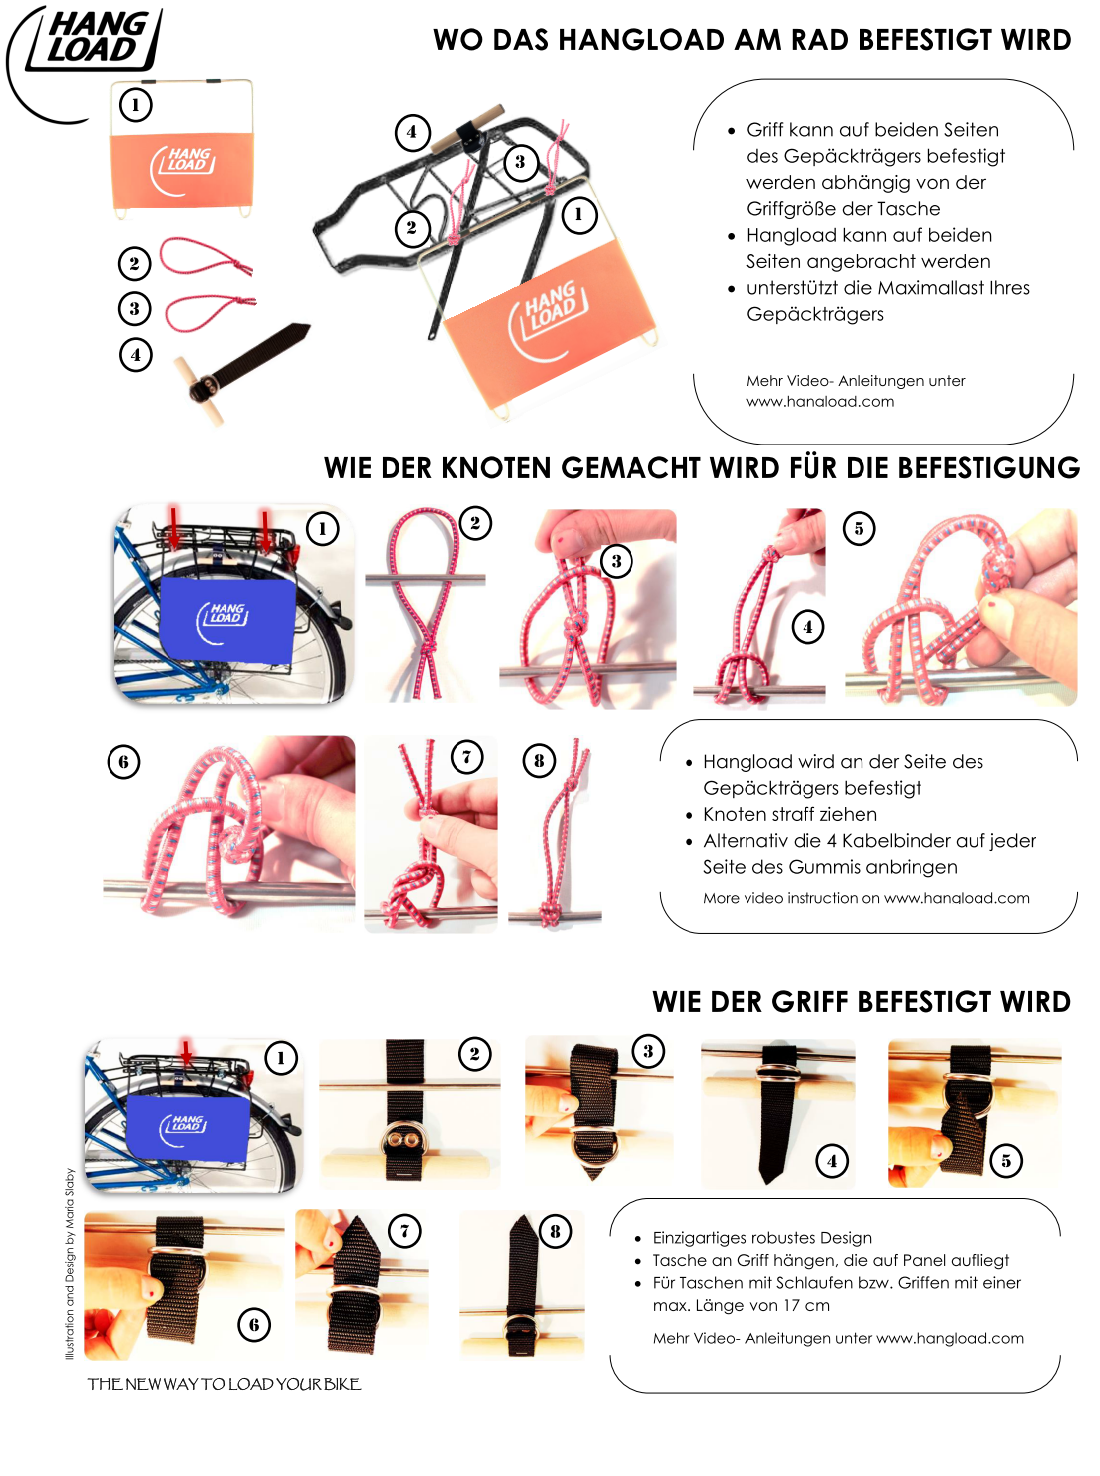 HANG
LOAD
WO DAS HANGLOAD AM RAD BEFESTIGT WIRD
1
HANG
LOAD
2
3
4
4
3
2
1
HANG
LOAD
• Griff kann auf beiden Seiten
des Gepäckträgers befestigt
werden abhängig von der
Griffgröße der Tasche
• Hangload kann auf beiden
Seiten angebracht werden
• unterstützt die Maximallast Ihres
Gepäckträgers
Mehr Video- Anleitungen unter
www.hanaload.com
WIE DER KNOTEN GEMACHT WIRD FÜR DIE BEFESTIGUNG
1
HANG
LOAD
2
3
4
5
6
7
8
• Hangload wird an der Seite des
Gepäckträgers befestigt
• Knoten straff ziehen
• Alternativ die 4 Kabelbinder auf jeder
Seite des Gummis anbringen
More video instruction on www.hanaload.com
WIE DER GRIFF BEFESTIGT WIRD
1
HANG
LOAD
2
3
4
5
6
7
8
• Einzigartiges robustes Design
• Tasche an Griff hängen, die auf Panel aufliegt
• Für Taschen mit Schlaufen bzw. Griffen mit einer
max. Länge von 17 cm
Mehr Video- Anleitungen unter www.hangload.com
Illustration and Design by Maria Slaby
THE NEW WAY TO LOAD YOUR BIKE